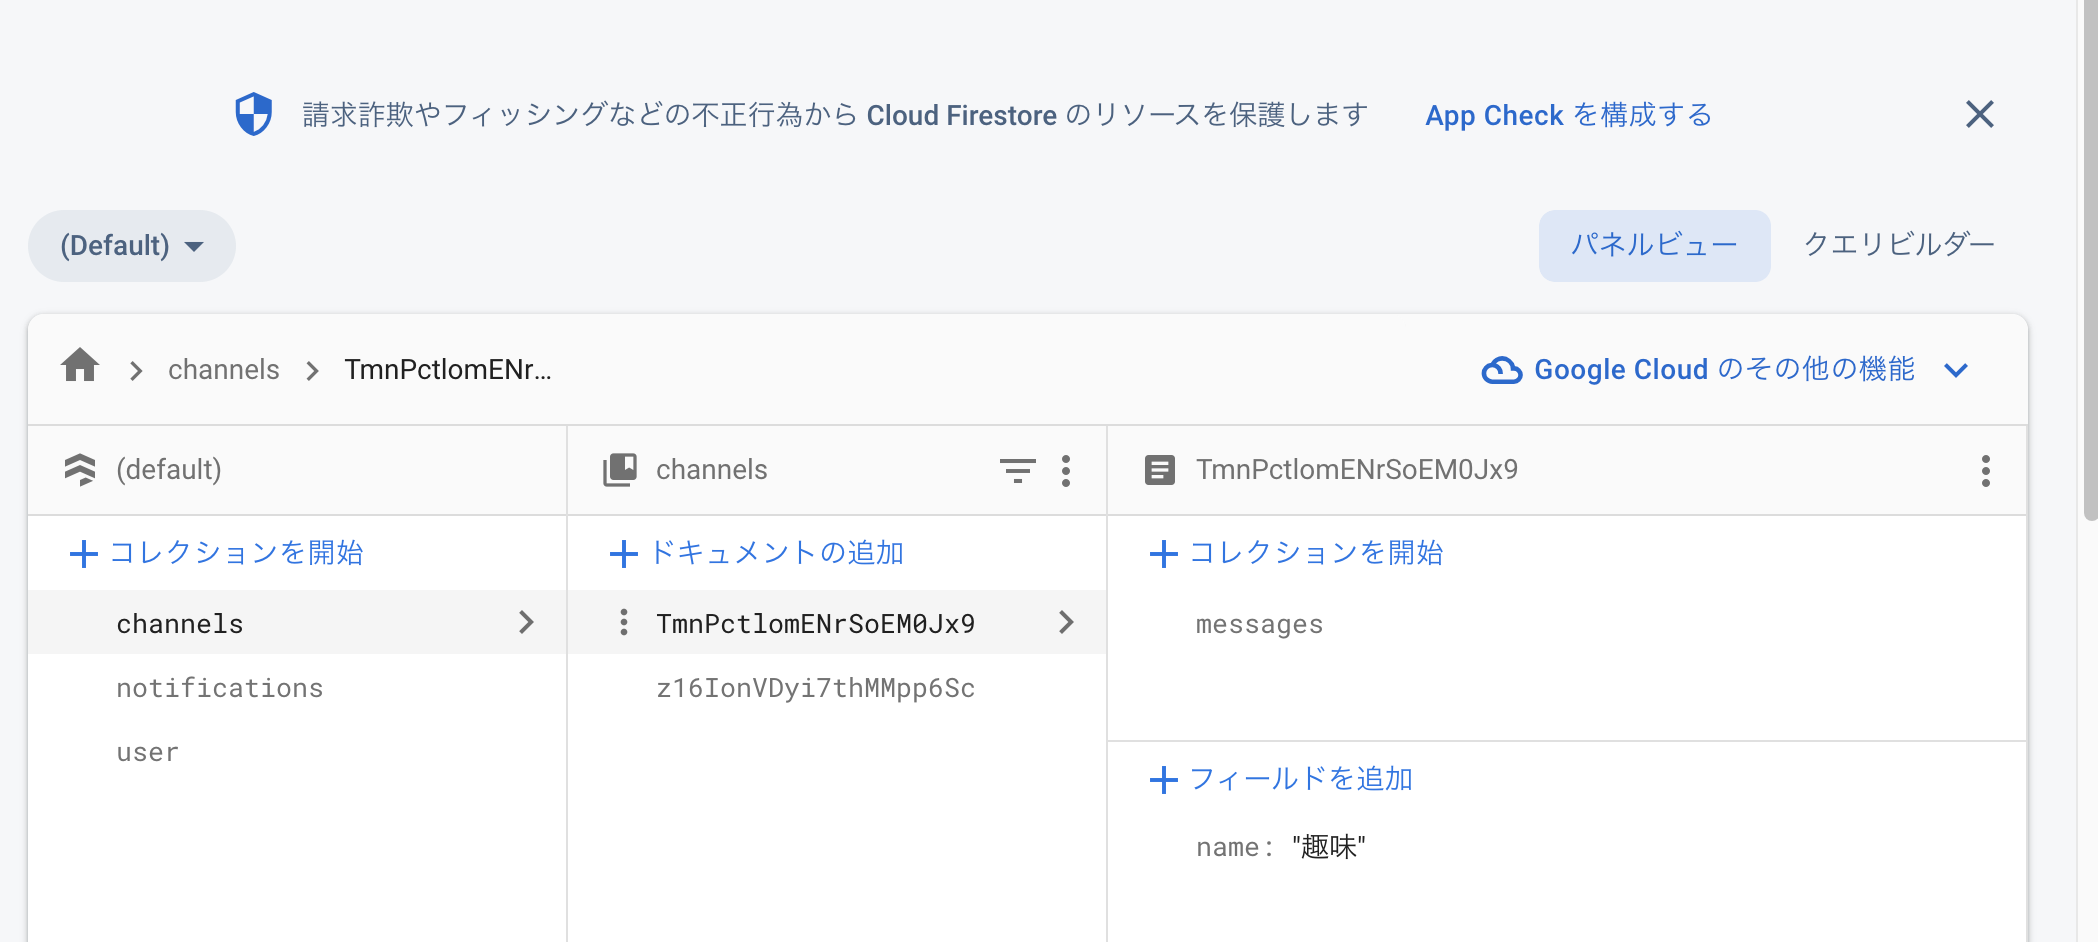 請求詐欺やフィッシングなどの不正行為から Cloud Firestore のリソースを保護します App Check を構成する
(Default)
パネルビュー クエリビルダー
channels TmnPctlomENr...
Google Cloud のその他の機能
(default)
channels
TmnPctlomENrSoEM0Jx9
コレクションを開始
channels
notifications
user
ドキュメントの追加
TmnPctlomENrSoEM0Jx9
z16IonVDyi7thMMpp6Sc
コレクションを開始
messages
フィールドを追加
name: "趣味"